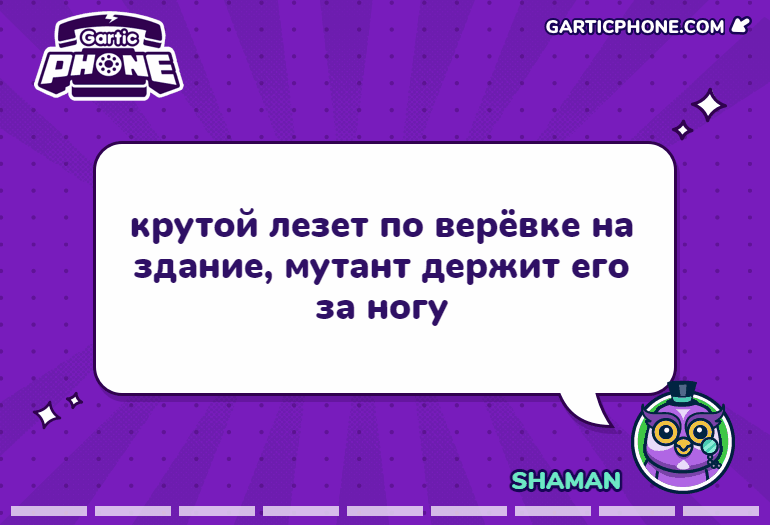 Gartic
PHONE
GARTICPHONE.COM
крутой лезет по верёвке на
здание, мутант держит его
за ногу
SHAMAN